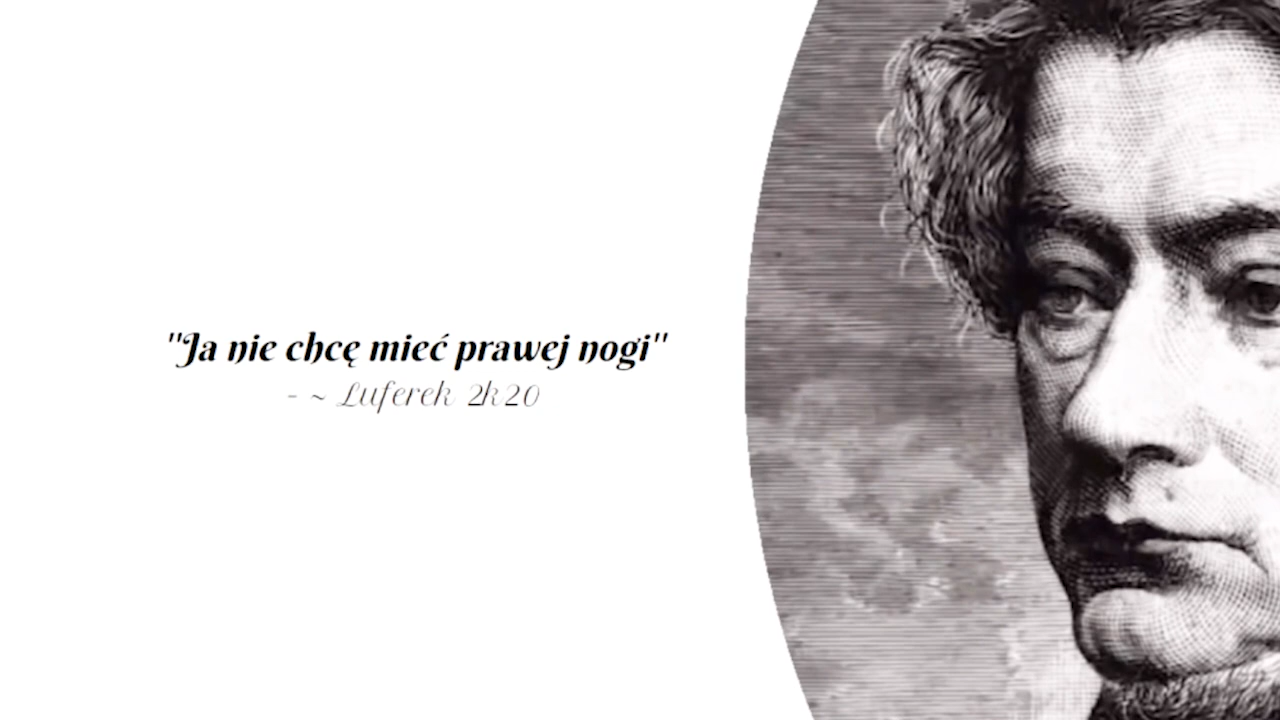 "Ja nie chcę mieć prawej nogi"
- ~ Luferek 2k20